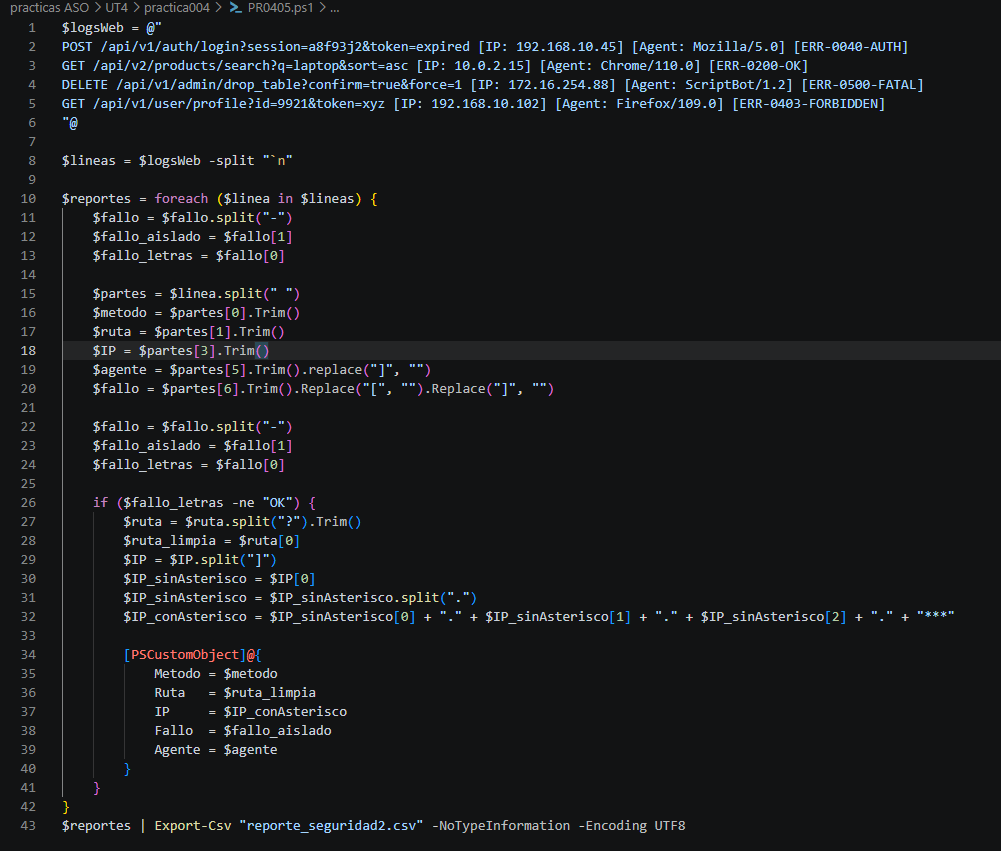 practicas ASO > UT4 > practica004 > PR0405.ps1 > ...
1 $logsWeb = @"
2 POST /api/v1/auth/login?session=a8f93j2&token=expired [IP: 192.168.10.45] [Agent: Mozilla/5.0] [ERR-0040-AUTH]
3 GET /api/v2/products/search?q=laptop&sort=asc [IP: 10.0.2.15] [Agent: Chrome/110.0] [ERR-0200-OK]
4 DELETE /api/v1/admin/drop_table?confirm=true&force=1 [IP: 172.16.254.88] [Agent: ScriptBot/1.2] [ERR-0500-FATAL]
5 GET /api/v1/user/profile?id=9921&token=xyz [IP: 192.168.10.102] [Agent: Firefox/109.0] [ERR-0403-FORBIDDEN]
6 "@
7
8 $lineas = $logsWeb -split "`n"
9
10 $reportes = foreach ($linea in $lineas) {
11     $fallo = $fallo.split("-")
12     $fallo_aislado = $fallo[1]
13     $fallo_letras = $fallo[0]
14
15     $partes = $linea.split(" ")
16     $metodo = $partes[0].Trim()
17     $ruta = $partes[1].Trim()
18     $IP = $partes[3].Trim()
19     $agente = $partes[5].Trim().replace("]", "")
20     $fallo = $partes[6].Trim().Replace("[", "").Replace("]", "")
21
22     $fallo = $fallo.split("-")
23     $fallo_aislado = $fallo[1]
24     $fallo_letras = $fallo[0]
25
26     if ($fallo_letras -ne "OK") {
27         $ruta = $ruta.split("?").Trim()
28         $ruta_limpia = $ruta[0]
29         $IP = $IP.split("]")
30         $IP_sinAsterisco = $IP[0]
31         $IP_sinAsterisco = $IP_sinAsterisco.split(".")
32         $IP_conAsterisco = $IP_sinAsterisco[0] + "." + $IP_sinAsterisco[1] + "." + $IP_sinAsterisco[2] + "." + "***"
33
34         [PSCustomObject]@{
35             Metodo = $metodo
36             Ruta   = $ruta_limpia
37             IP     = $IP_conAsterisco
38             Fallo  = $fallo_aislado
39             Agente = $agente
40         }
41     }
42 }
43 $reportes | Export-Csv "reporte_seguridad2.csv" -NoTypeInformation -Encoding UTF8